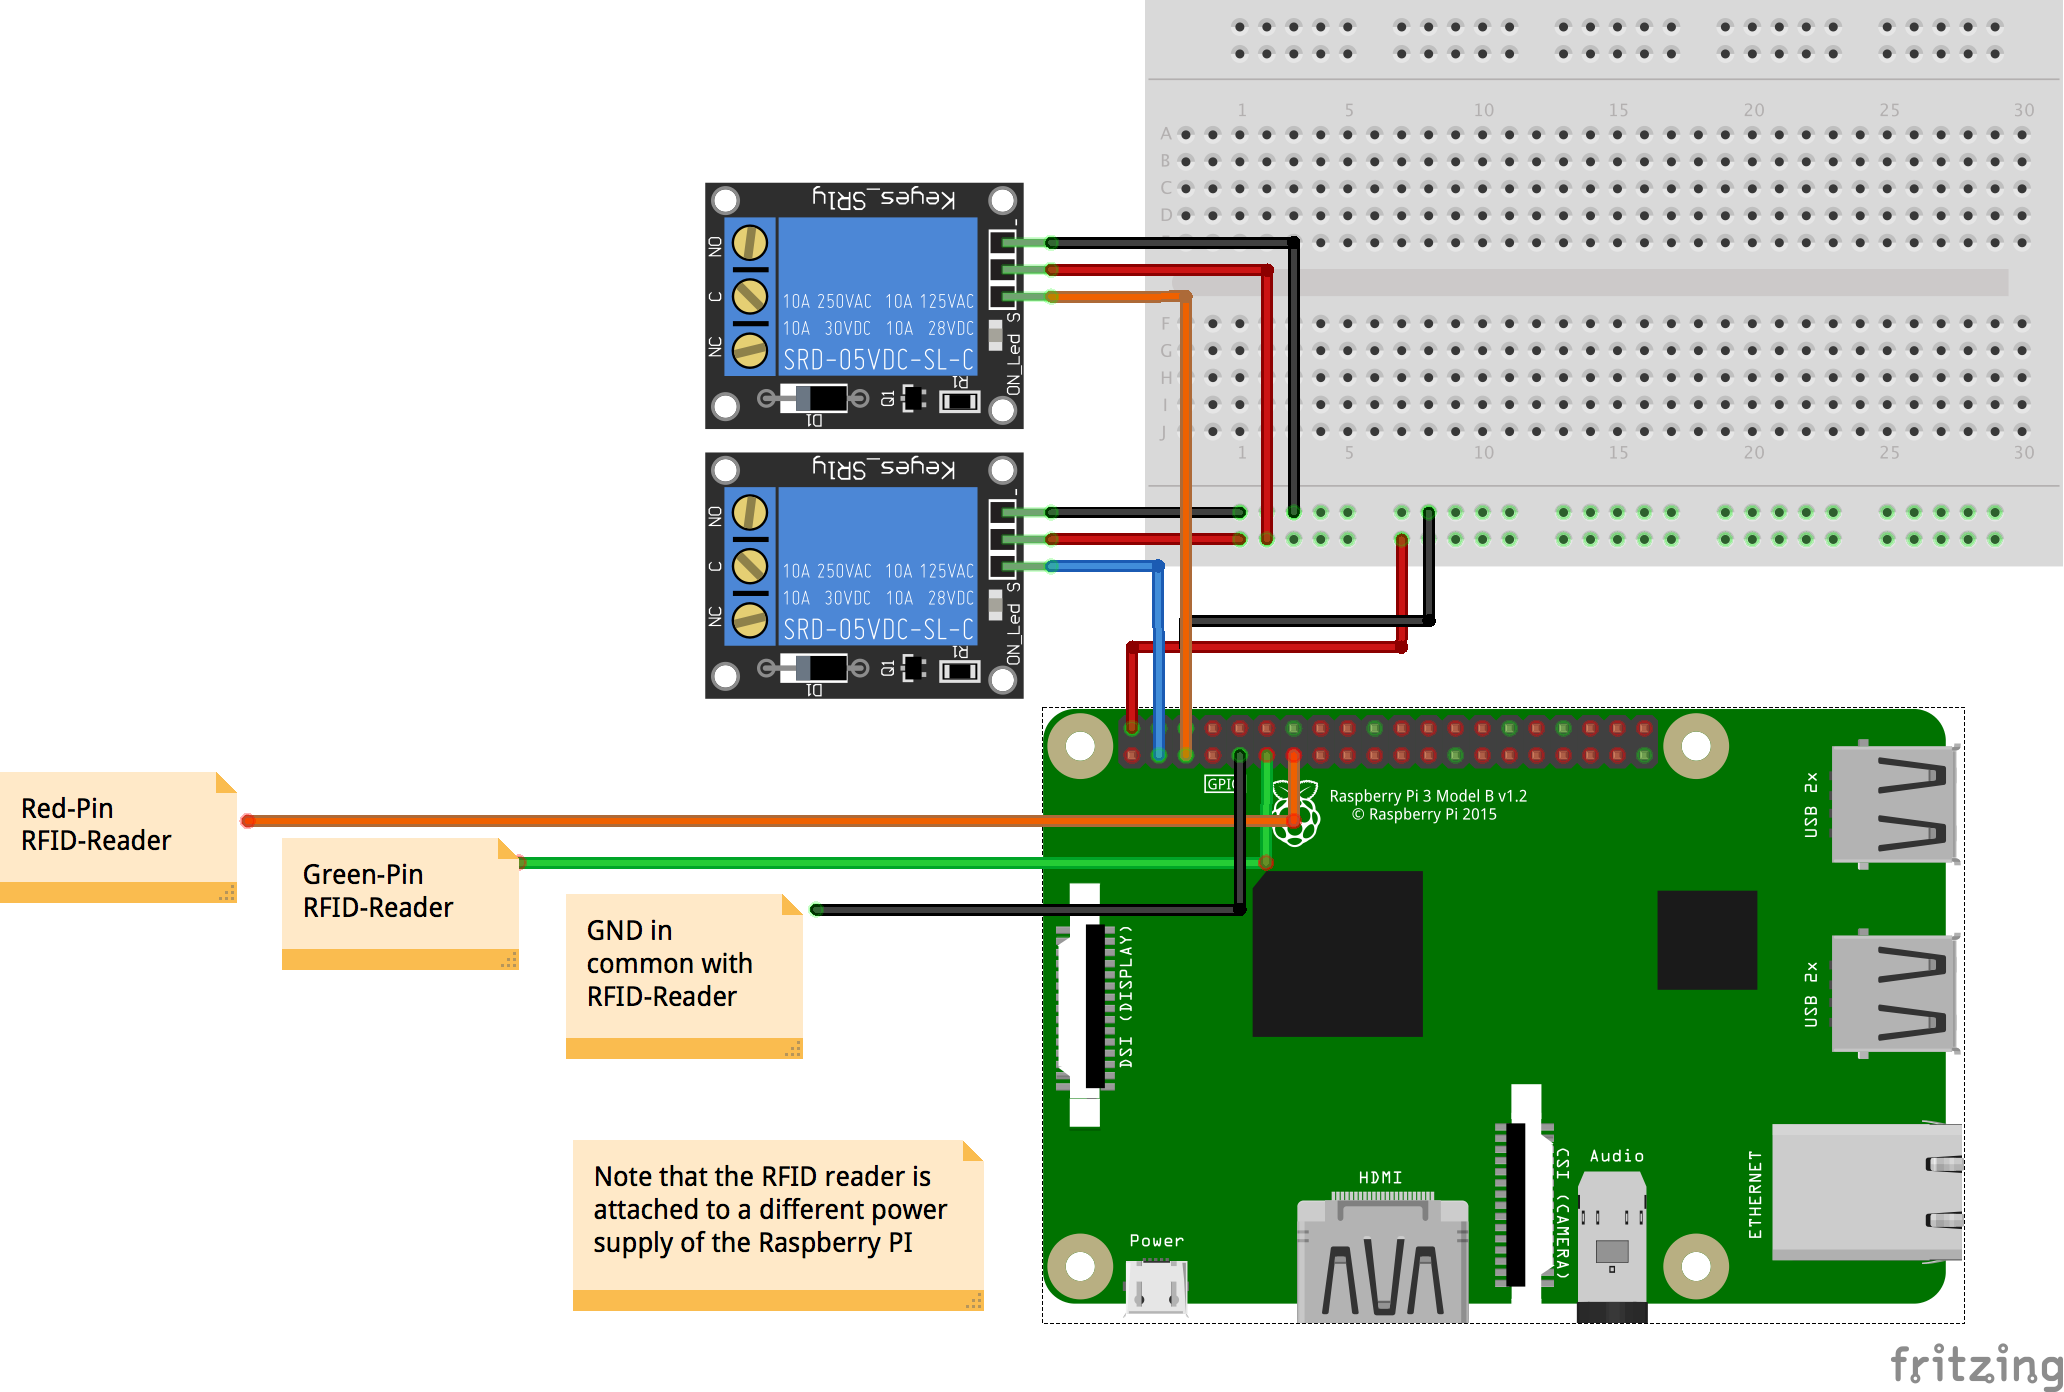 1 5 10 15 20 25 30
A
B
C
D
F
G
H
I
J
1 5 10 15 20 25 30
Keyes_SR1y
-
NO
C
NC
10A 250VAC 10A 125VAC
10A 30VDC 10A 28VDC
SRD-05VDC-SL-C
S
ON_Led
D1
Q1
R1
Keyes_SR1y
-
NO
C
NC
10A 250VAC 10A 125VAC
10A 30VDC 10A 28VDC
SRD-05VDC-SL-C
S
ON_Led
D1
Q1
R1
Red-Pin
RFID-Reader
Green-Pin
RFID-Reader
GND in
common with
RFID-Reader
Note that the RFID reader is
attached to a different power
supply of the Raspberry PI
Raspberry Pi 3 Model B v1.2
© Raspberry Pi 2015
USB 2x
USB 2x
DSI (DISPLAY)
CSI (CAMERA)
Audio
HDMI
ETHERNET
Power
fritzing